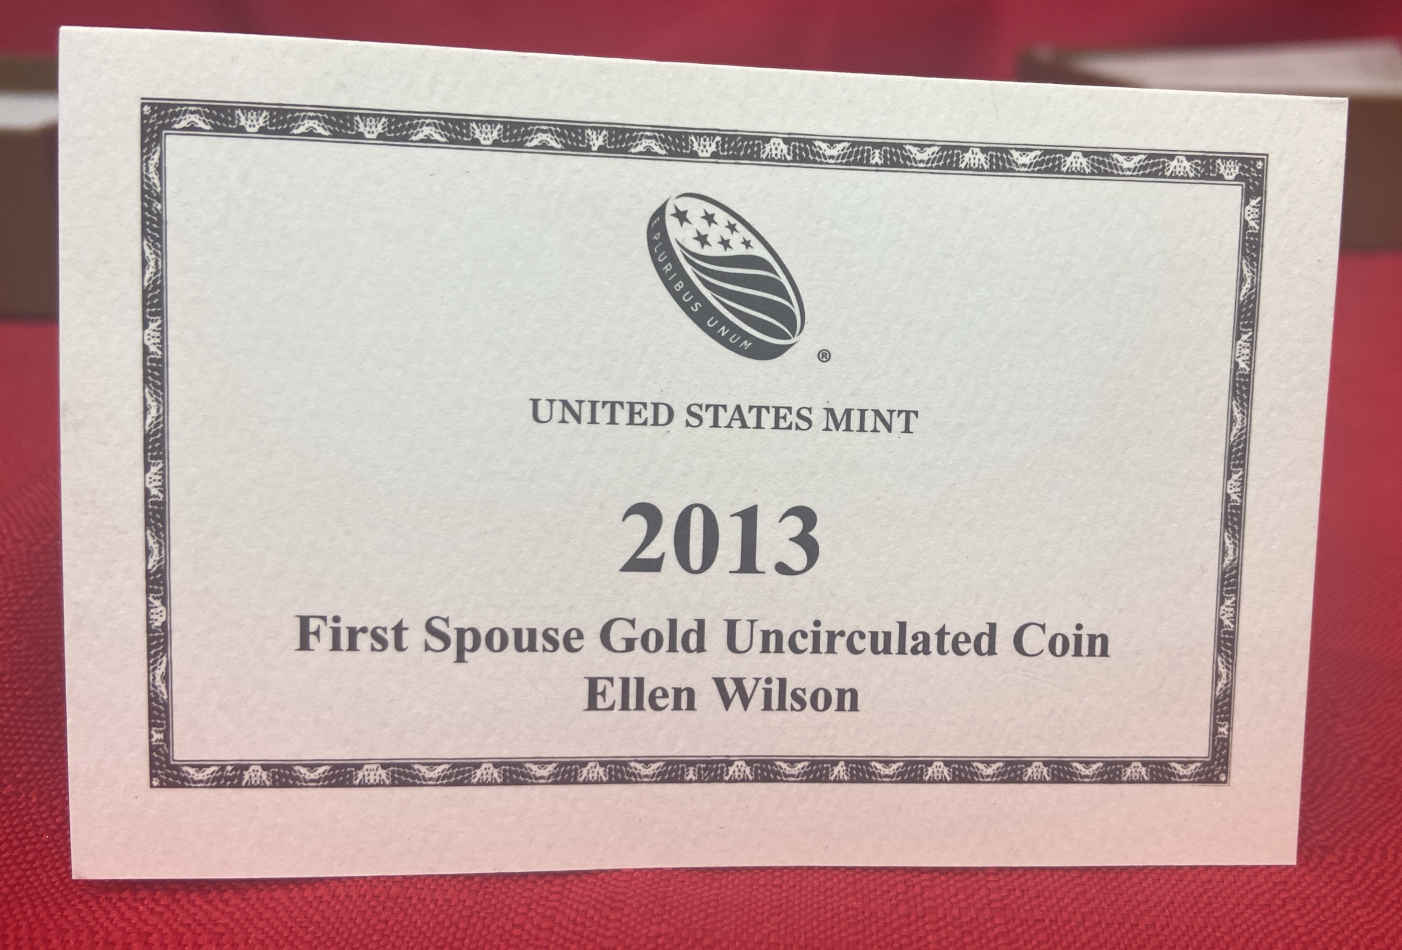 E PLURIBUS UNUM
®
UNITED STATES MINT
2013
First Spouse Gold Uncirculated Coin
Ellen Wilson